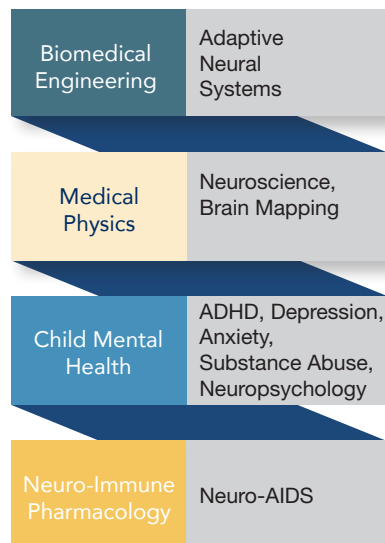 Biomedical
Engineering
Adaptive
Neural
Systems
Medical
Physics
Neuroscience,
Brain Mapping
Child Mental
Health
ADHD, Depression,
Anxiety,
Substance Abuse,
Neuropsychology
Neuro-Immune
Pharmacology
Neuro-AIDS